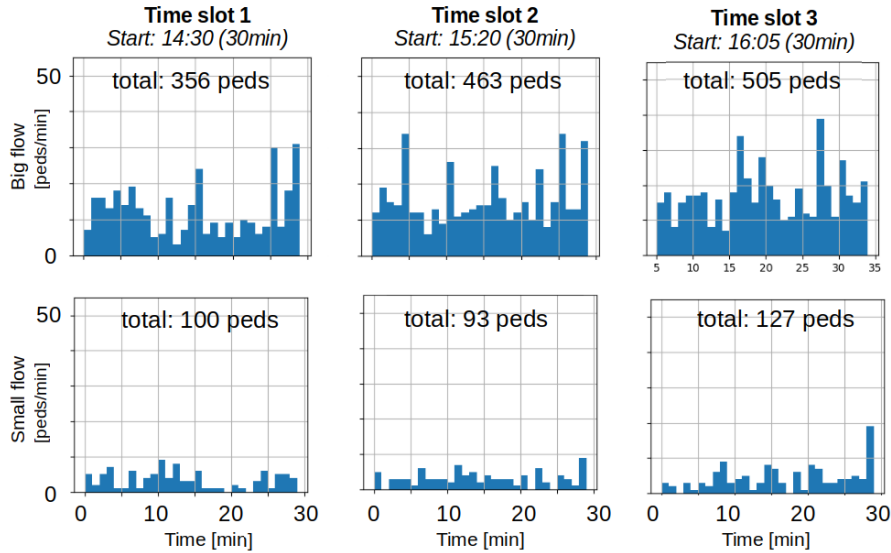 Time slot 1
Start: 14:30 (30min)
Time slot 2
Start: 15:20 (30min)
Time slot 3
Start: 16:05 (30min)
Big flow
[peds/min]
50
0
total: 356 peds
total: 463 peds
total: 505 peds
5 10 15 20 25 30 35
Small flow
[peds/min]
50
0
total: 100 peds
total: 93 peds
total: 127 peds
0 10 20 30
0 10 20 30
0 10 20 30
Time [min]
Time [min]
Time [min]